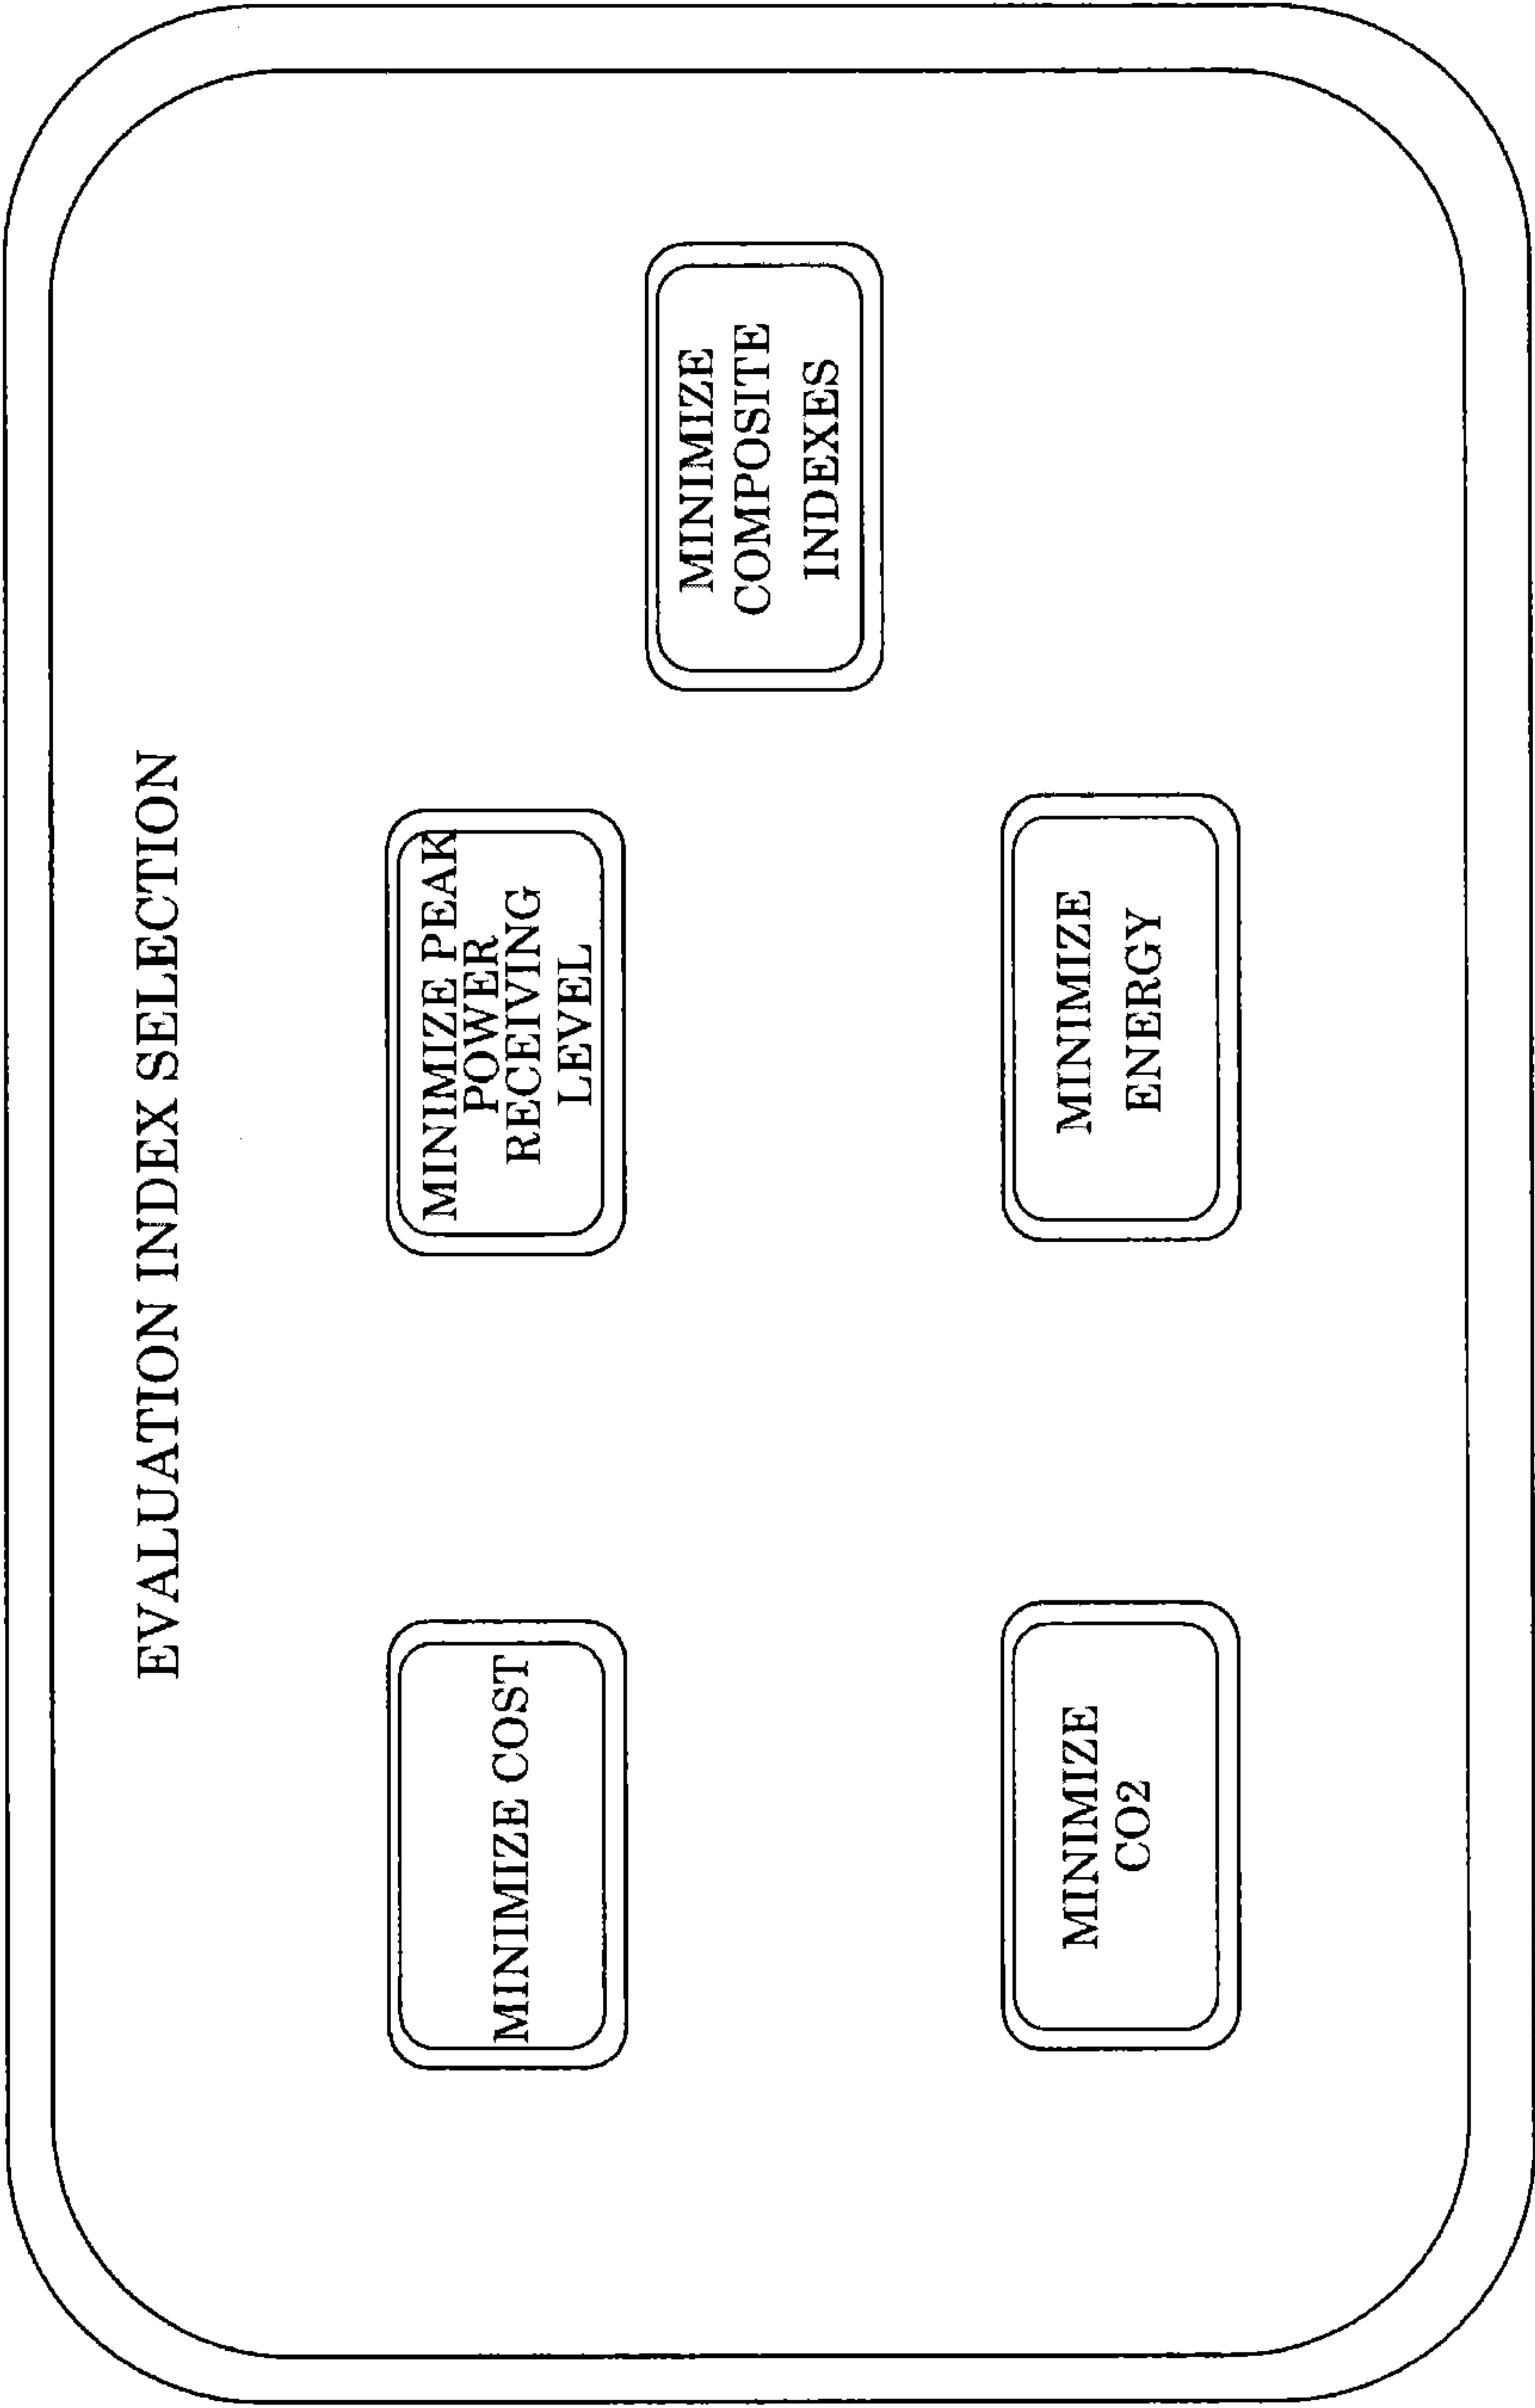 EVALUATION INDEX SELECTION
MINIMIZE COST
MINIMIZE PEAK
POWER
RECEIVING
LEVEL
MINIMIZE
COMPOSITE
INDEXES
MINIMIZE
CO2
MINIMIZE
ENERGY